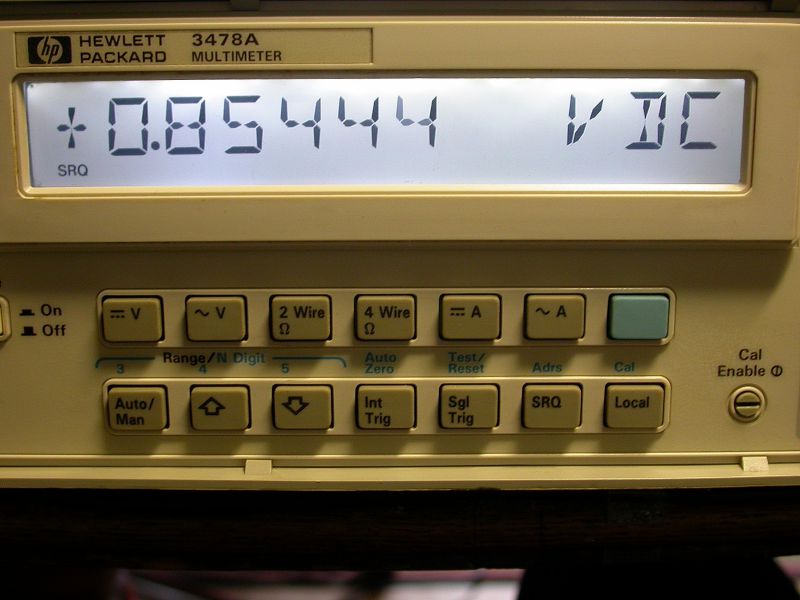 hp HEWLETT PACKARD 3478A MULTIMETER
+0.85444 VDC
SRQ
On
Off
⎓ V
~ V
2 Wire Ω
4 Wire Ω
⎓ A
~ A
Range/N Digit
3
4
5
Auto Zero
Test/Reset
Adrs
Cal
Auto/Man
⇧
⇩
Int Trig
Sgl Trig
SRQ
Local
Cal Enable